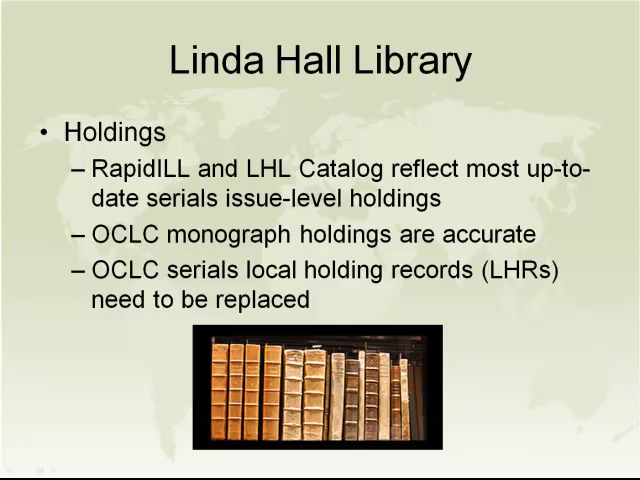 Linda Hall Library
• Holdings
– RapidILL and LHL Catalog reflect most up-to-
date serials issue-level holdings
– OCLC monograph holdings are accurate
– OCLC serials local holding records (LHRs)
need to be replaced